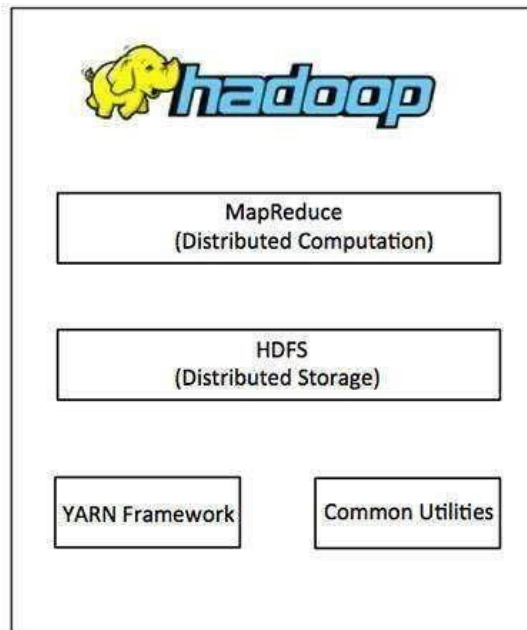 hadoop
MapReduce
(Distributed Computation)
HDFS
(Distributed Storage)
YARN Framework
Common Utilities